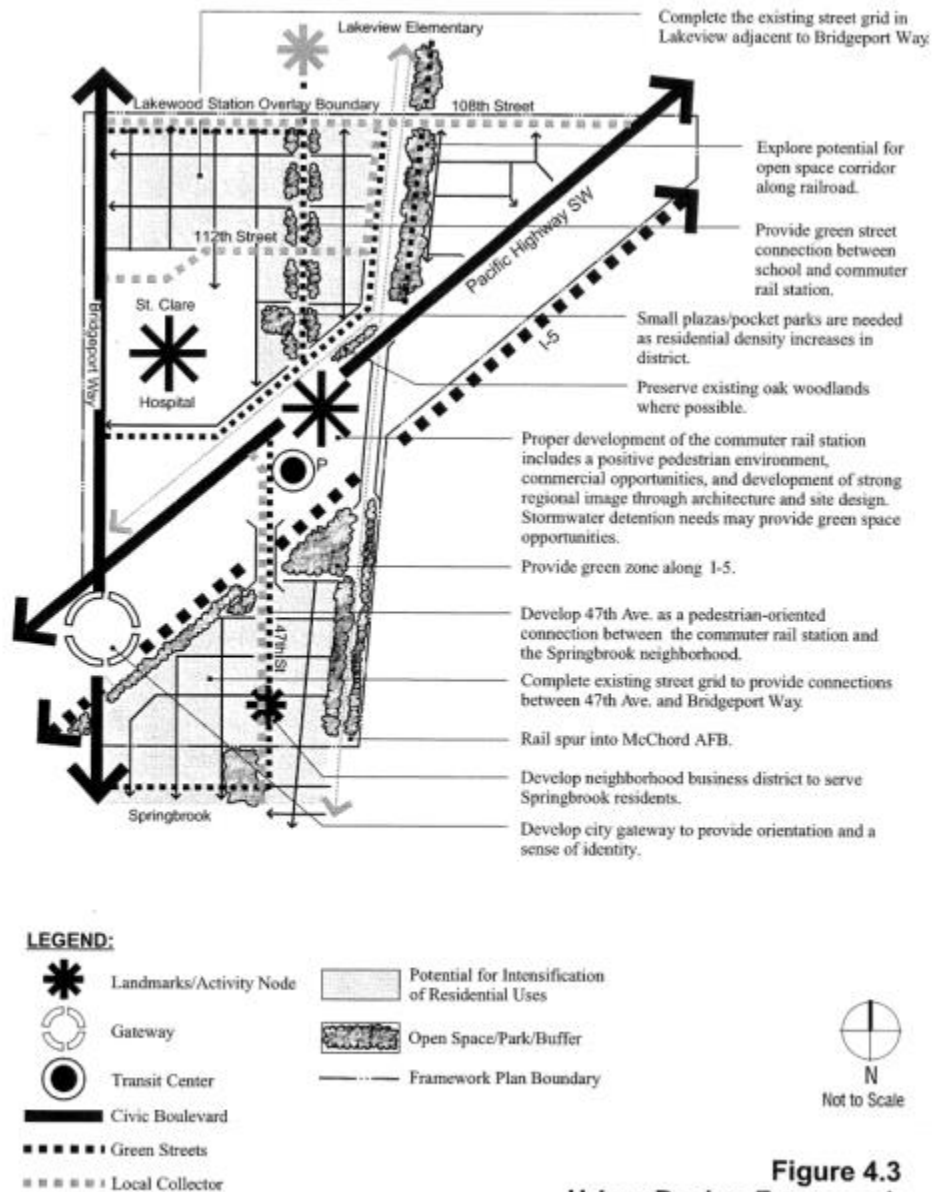 Complete the existing street grid in
Lakeview adjacent to Bridgeport Way.
Lakeview Elementary
Lakewood Station Overlay Boundary
108th Street
Explore potential for
open space corridor
along railroad.
Pacific Highway SW
Provide green street
connection between
school and commuter
rail station.
112th Street
St. Clare
Hospital
Bridgeport Way
I-5
Small plazas/pocket parks are needed
as residential density increases in
district.
Preserve existing oak woodlands
where possible.
Proper development of the commuter rail station
includes a positive pedestrian environment,
commercial opportunities, and development of strong
regional image through architecture and site design.
Stormwater detention needs may provide green space
opportunities.
P
Provide green zone along I-5.
Develop 47th Ave. as a pedestrian-oriented
connection between the commuter rail station and
the Springbrook neighborhood.
47th St
Complete existing street grid to provide connections
between 47th Ave. and Bridgeport Way.
Rail spur into McChord AFB.
Develop neighborhood business district to serve
Springbrook residents.
Springbrook
Develop city gateway to provide orientation and a
sense of identity.
LEGEND:
Landmarks/Activity Node
Gateway
Transit Center
Civic Boulevard
Green Streets
Local Collector
Potential for Intensification
of Residential Uses
Open Space/Park/Buffer
Framework Plan Boundary
N
Not to Scale
Figure 4.3